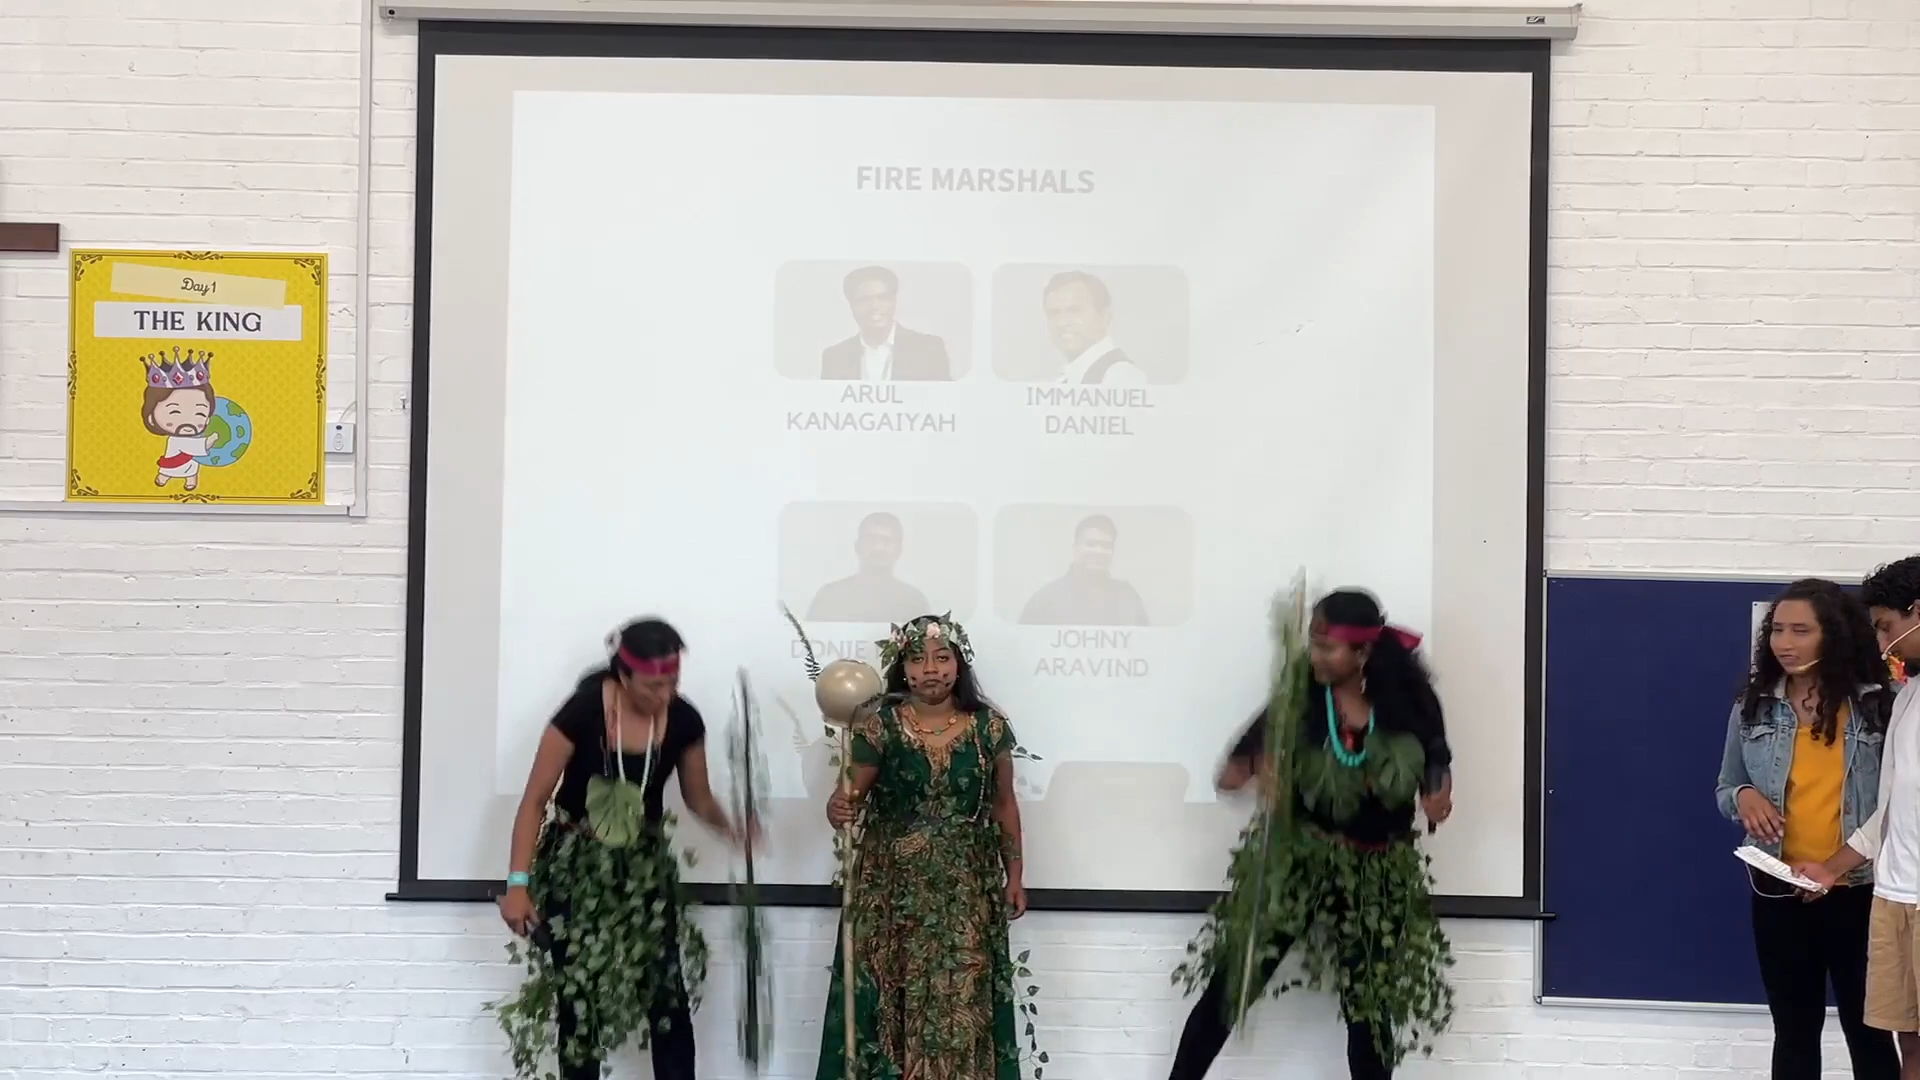 FIRE MARSHALS
ARUL
KANAGAIYAH
IMMANUEL
DANIEL
JOHNY
ARAVIND
Day 1
THE KING